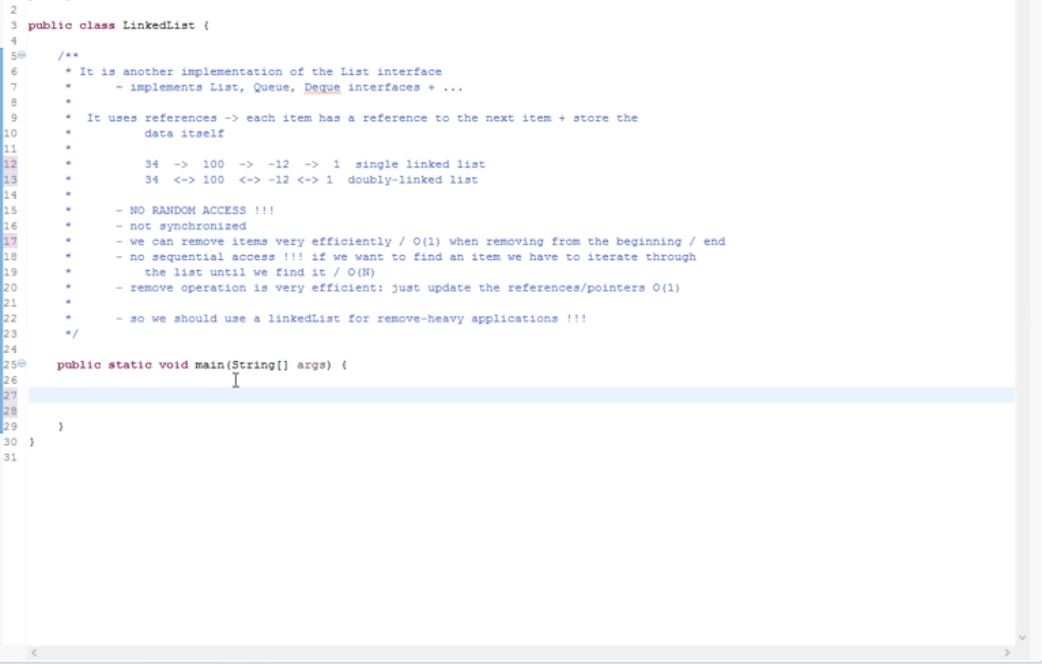 2
3 public class LinkedList {
4
5 /**
6 * It is another implementation of the List interface
7 * ~ implements List, Queue, Deque interfaces + ...
8 *
9 * It uses references -> each item has a reference to the next item + store the
10 * data itself
11 *
12 * 34 -> 100 -> -12 -> 1 single linked list
13 * 34 <-> 100 <-> -12 <-> 1 doubly-linked list
14 *
15 * - NO RANDOM ACCESS !!!
16 * - not synchronized
17 * - we can remove items very efficiently / O(1) when removing from the beginning / end
18 * - no sequential access !!! if we want to find an item we have to iterate through
19 * the list until we find it / O(N)
20 * - remove operation is very efficient: just update the references/pointers O(1)
21 *
22 * - so we should use a linkedList for remove-heavy applications !!!
23 */
24
25 public static void main(String[] args) {
26
27
28
29 }
30 }
31